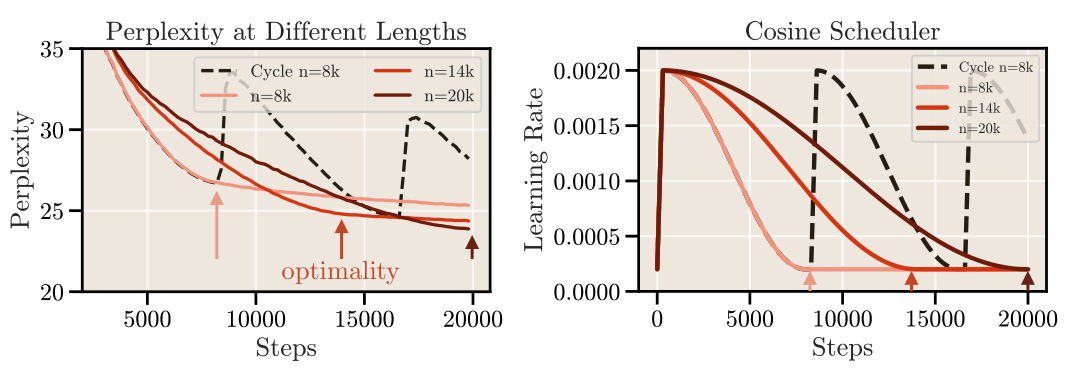 Perplexity at Different Lengths
35
30
25
20
Perplexity
Cycle n=8k
n=8k
n=14k
n=20k
optimality
5000 10000 15000 20000
Steps
Cosine Scheduler
0.0020
0.0015
0.0010
0.0005
0.0000
Learning Rate
Cycle n=8k
n=8k
n=14k
n=20k
0 5000 10000 15000 20000
Steps